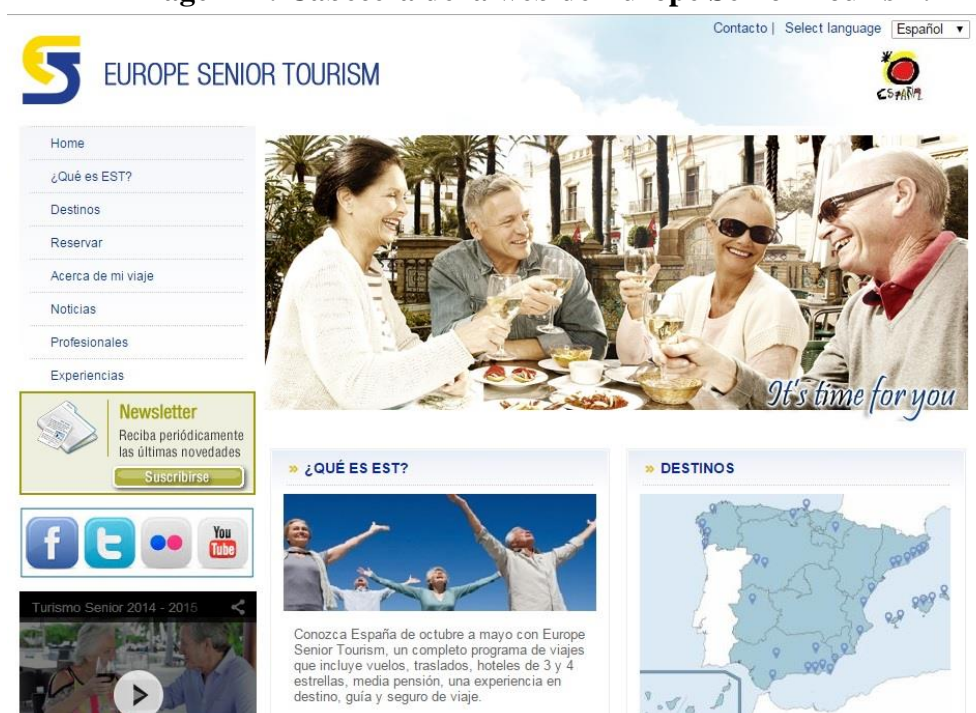 Contacto | Select language Español
EUROPE SENIOR TOURISM
ESPAÑA
Home
¿Qué es EST?
Destinos
Reservar
Acerca de mi viaje
Noticias
Profesionales
Experiencias
It's time for you
Newsletter
Reciba periódicamente
las últimas novedades
Suscribirse
You
Tube
Turismo Senior 2014 - 2015
» ¿QUÉ ES EST?
Conozca España de octubre a mayo con Europe
Senior Tourism, un completo programa de viajes
que incluye vuelos, traslados, hoteles de 3 y 4
estrellas, media pensión, una experiencia en
destino, guía y seguro de viaje.
» DESTINOS